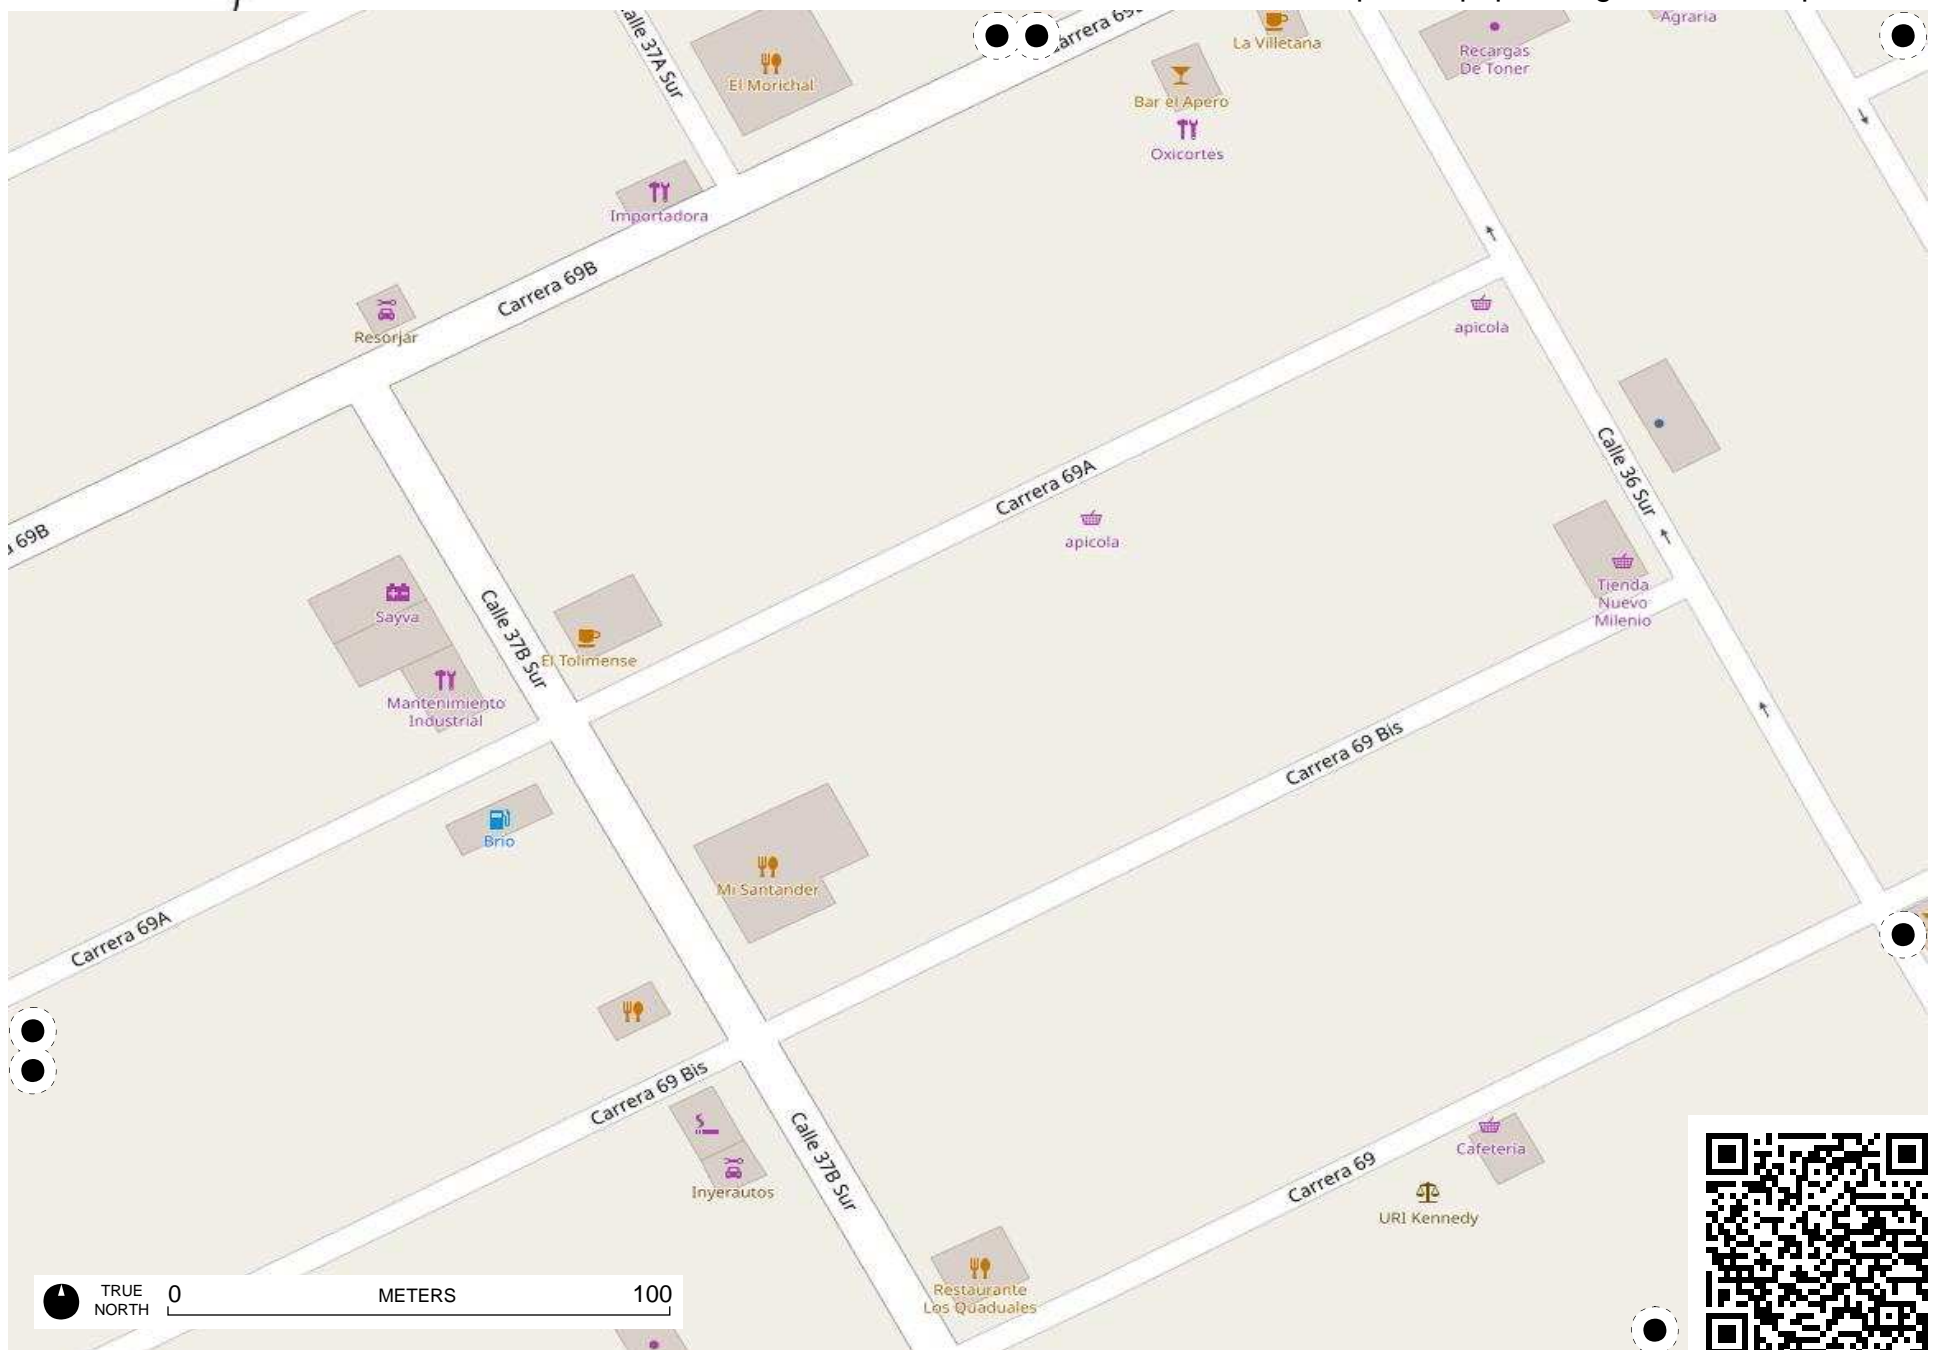 Agraria
La Villetana
Carrera 69B
Calle 37A Sur
El Morichal
Recargas
De Toner
Bar el Apero
Oxicortes
Importadora
Carrera 69B
apicola
Resorjar
Calle 36 Sur
Carrera 69A
69B
apicola
Tienda
Nuevo
Milenio
Sayva
Calle 37B Sur
El Tolimense
Mantenimiento
Industrial
Carrera 69 Bis
Brio
Mi Santander
Carrera 69A
Carrera 69 Bis
Calle 37B Sur
Cafeteria
Carrera 69
Inyerautos
URI Kennedy
Restaurante
Los Quaduales
TRUE
NORTH
0 METERS 100